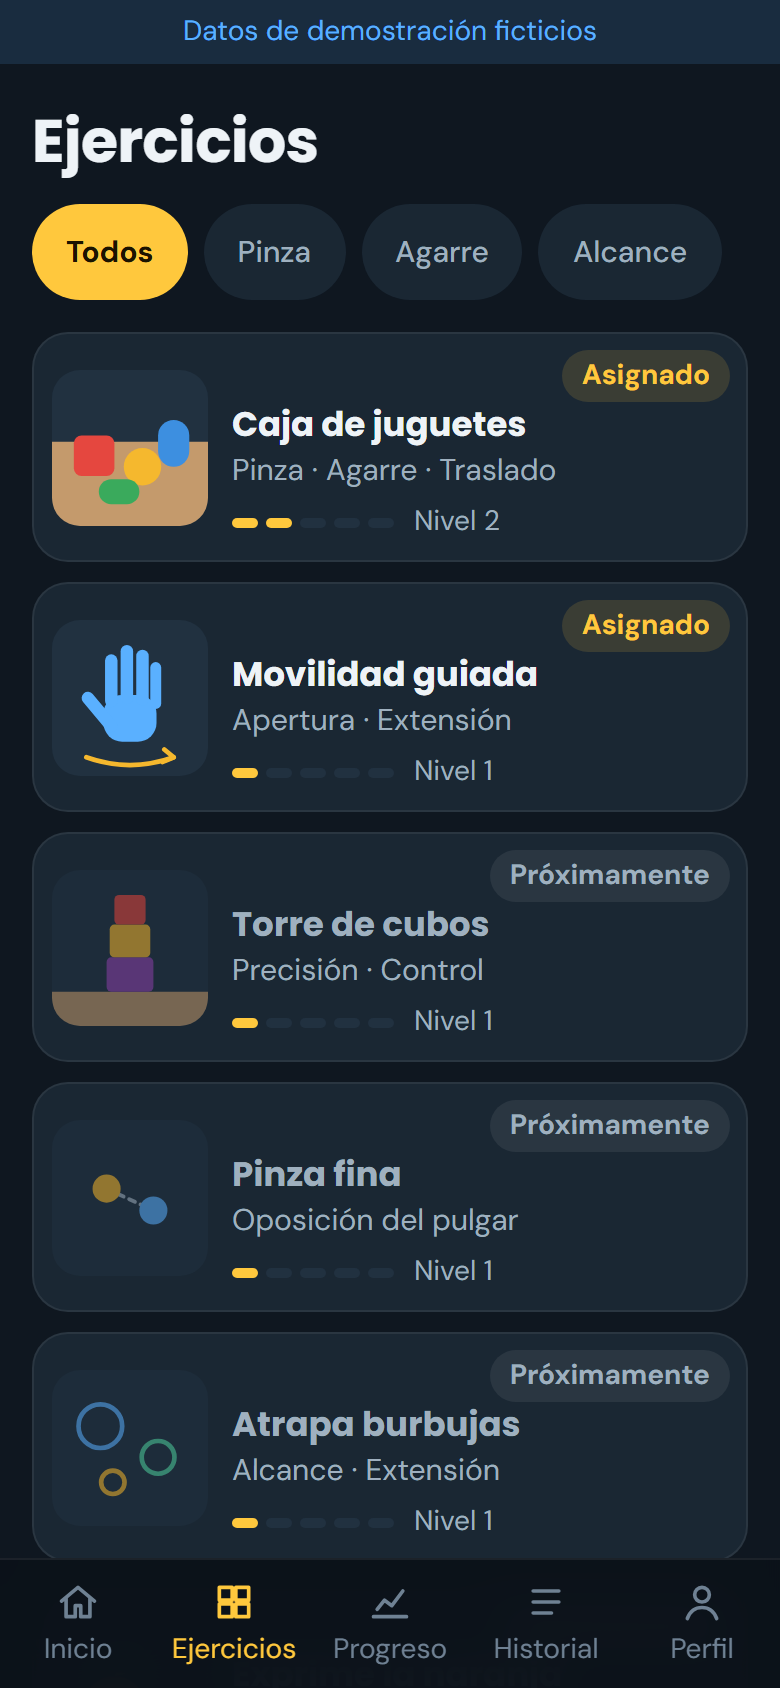 Datos de demostración ficticios
Ejercicios
Todos
Pinza
Agarre
Alcance
Asignado
Caja de juguetes
Pinza · Agarre · Traslado
Nivel 2
Asignado
Movilidad guiada
Apertura · Extensión
Nivel 1
Próximamente
Torre de cubos
Precisión · Control
Nivel 1
Próximamente
Pinza fina
Oposición del pulgar
Nivel 1
Próximamente
Atrapa burbujas
Alcance · Extensión
Nivel 1
Inicio
Ejercicios
Progreso
Historial
Perfil